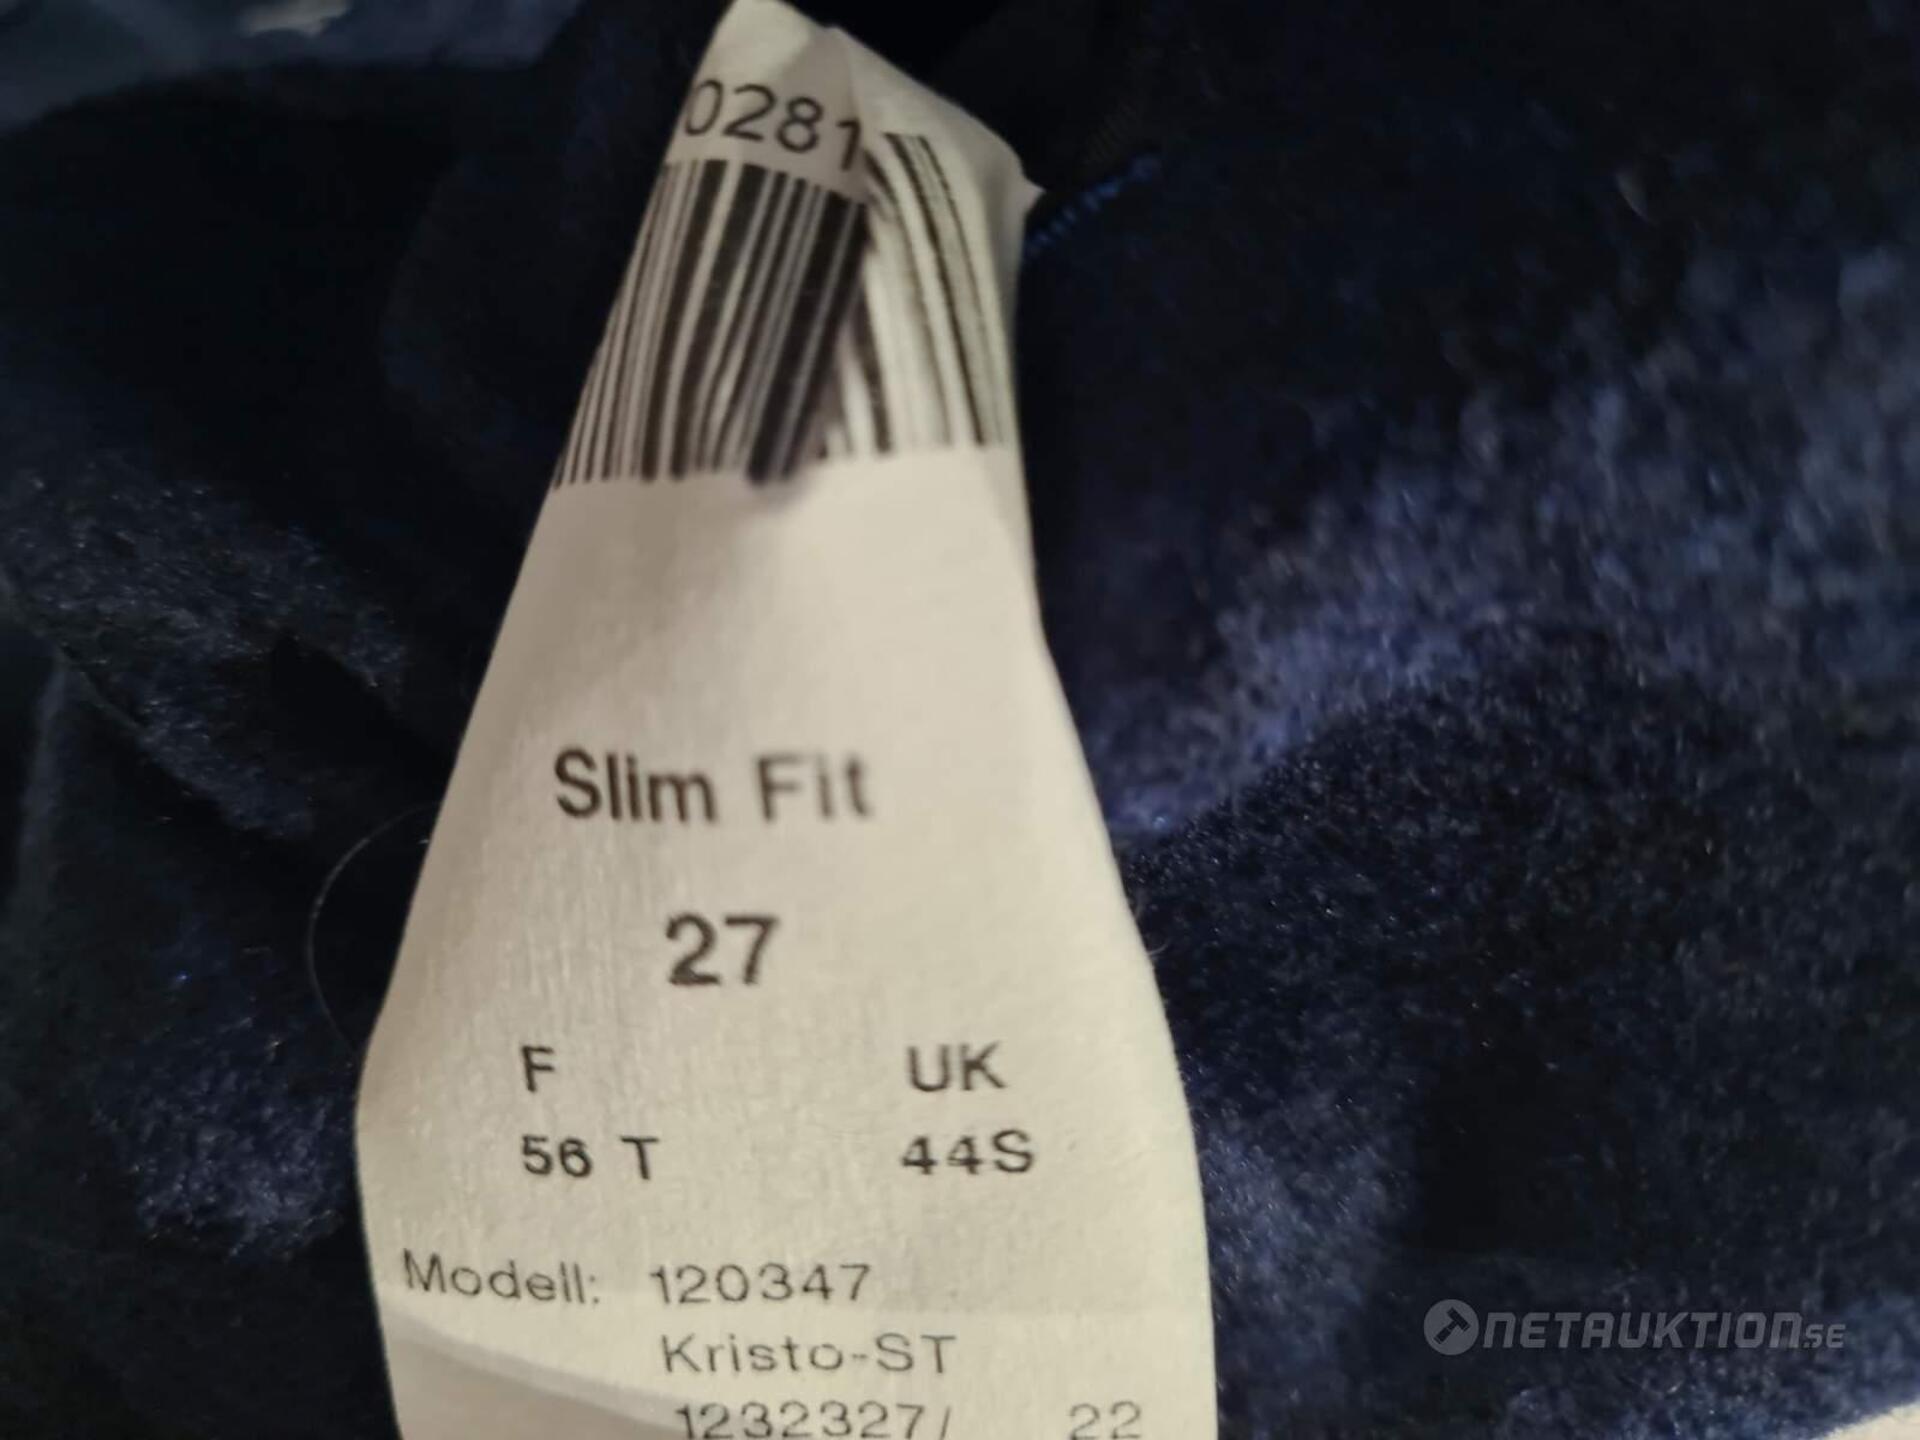 0281
Slim Fit
27
F UK
56 T 44S
Modell: 120347
Kristo-ST
1232327/ 22
NETAUKTION.SE